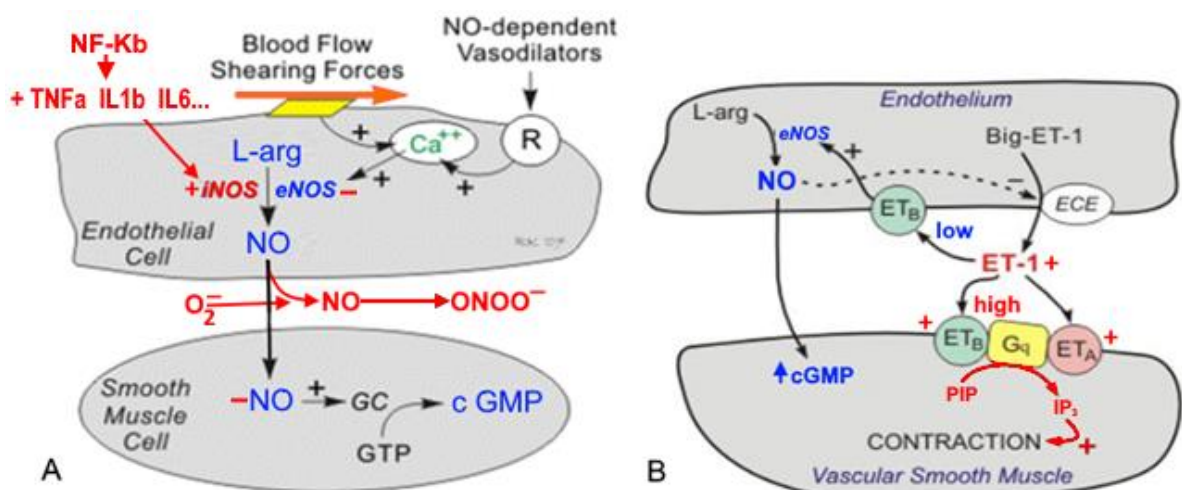 NF-Kb
+ TNFa IL1b IL6...
Blood Flow
Shearing Forces
NO-dependent
Vasodilators
+
Ca++
R
+
+
L-arg
+iNOS
eNOS –
NO
Endothelial
Cell
O2–
NO
ONOO–
Smooth
Muscle
Cell
–NO
+
GC
c GMP
GTP
A
Endothelium
L-arg
eNOS
+
Big-ET-1
NO
–
ETB
ECE
low
ET-1+
high
+
ETB
Gq
ETA
+
cGMP
PIP
IP3
+
CONTRACTION
Vascular Smooth Muscle
B